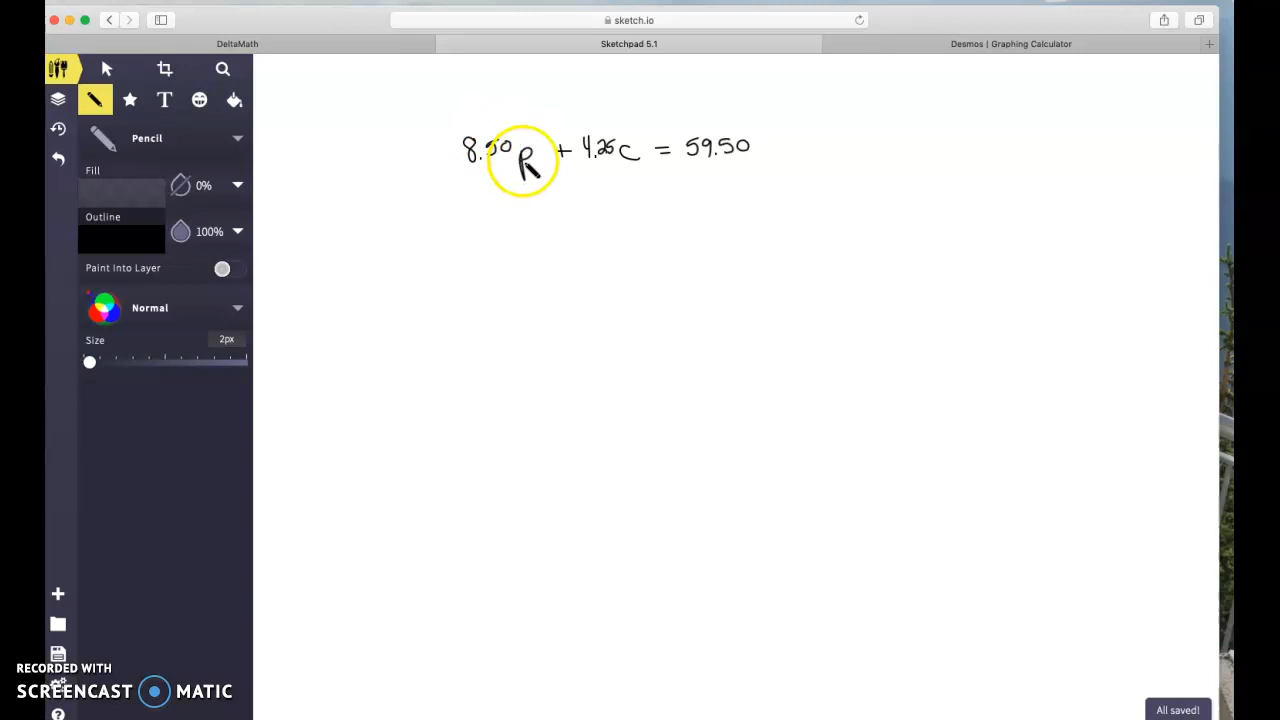 sketch.io
DeltaMath
Sketchpad 5.1
Desmos | Graphing Calculator
T
Pencil
Fill
0%
Outline
100%
Paint Into Layer
Normal
Size
2px
8.50p + 4.25c = 59.50
RECORDED WITH
SCREENCAST MATIC
All saved!